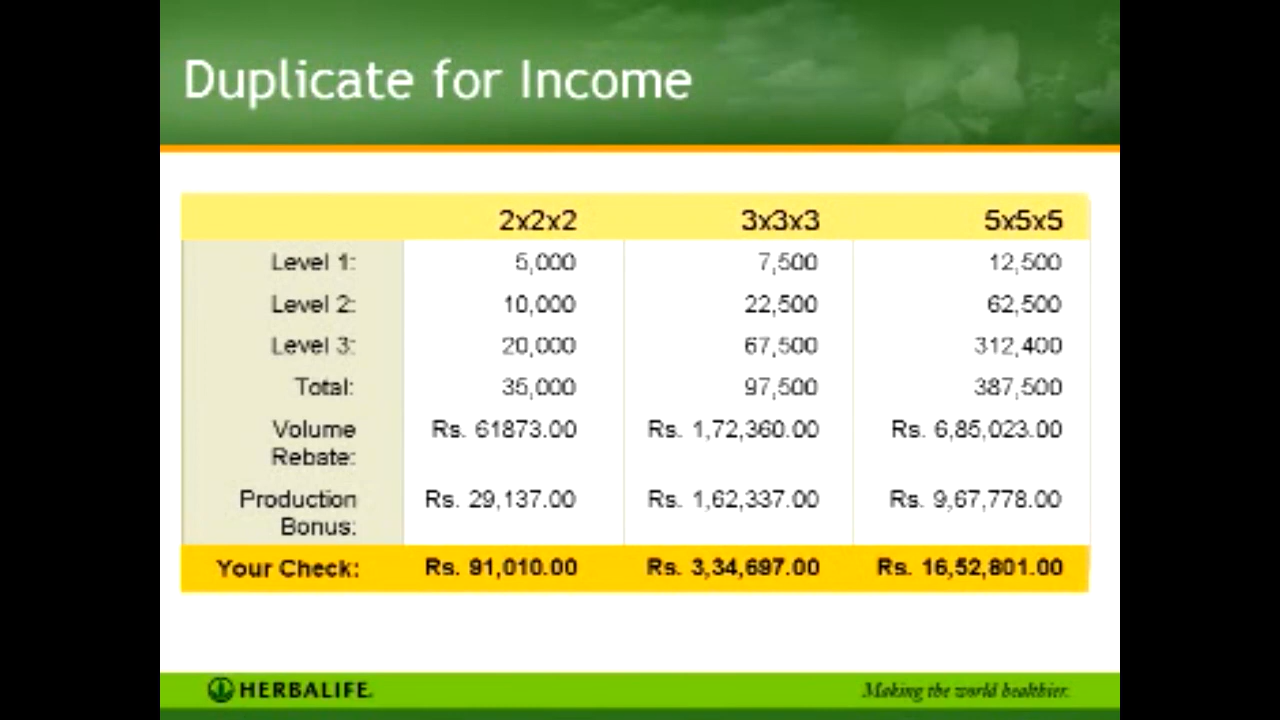 Duplicate for Income
2x2x2 3x3x3 5x5x5
Level 1: 5,000 7,500 12,500
Level 2: 10,000 22,500 62,500
Level 3: 20,000 67,500 312,400
Total: 35,000 97,500 387,500
Volume Rs. 61873.00 Rs. 1,72,360.00 Rs. 6,85,023.00
Rebate:
Production Rs. 29,137.00 Rs. 1,62,337.00 Rs. 9,67,778.00
Bonus:
Your Check: Rs. 91,010.00 Rs. 3,34,697.00 Rs. 16,52,801.00
HERBALIFE. Making the world healthier.